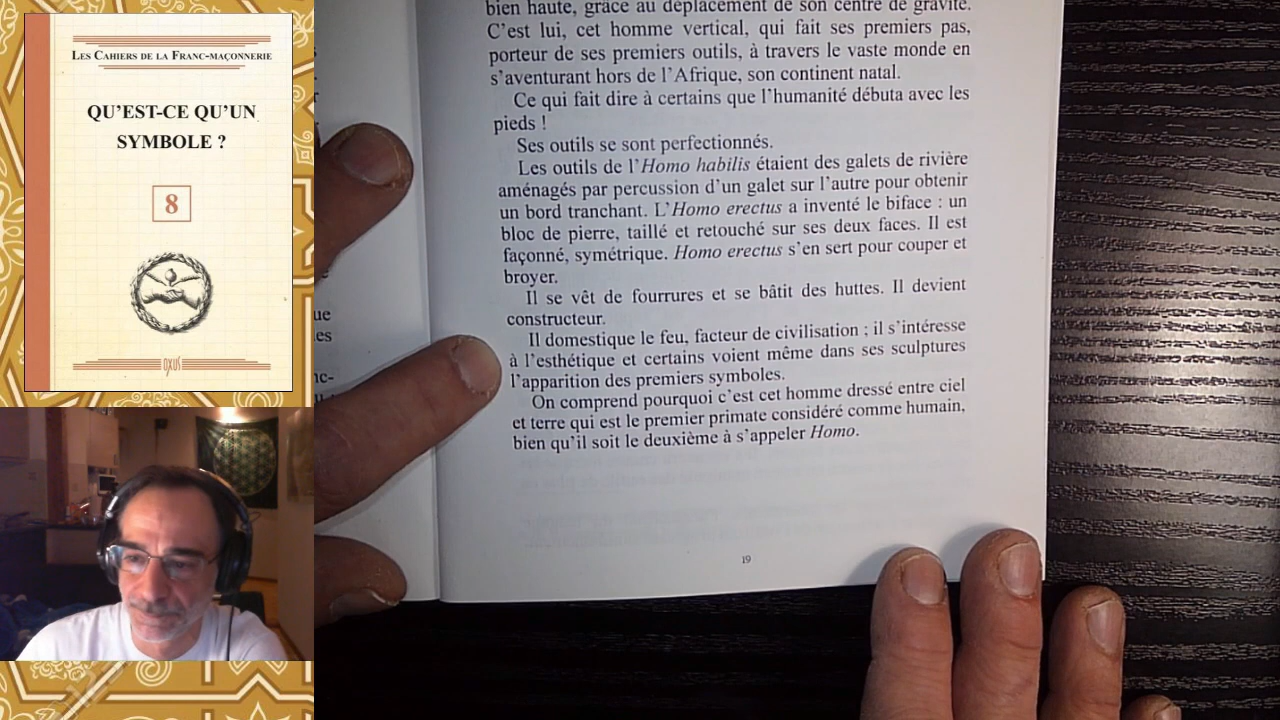 LES CAHIERS DE LA FRANC-MAÇONNERIE
QU'EST-CE QU'UN
SYMBOLE ?
8
OXUS
bien haute, grâce au déplacement de son centre de gravité.
C'est lui, cet homme vertical, qui fait ses premiers pas,
porteur de ses premiers outils, à travers le vaste monde en
s'aventurant hors de l'Afrique, son continent natal.
Ce qui fait dire à certains que l'humanité débuta avec les
pieds !
Ses outils se sont perfectionnés.
Les outils de l'Homo habilis étaient des galets de rivière
aménagés par percussion d'un galet sur l'autre pour obtenir
un bord tranchant. L'Homo erectus a inventé le biface : un
bloc de pierre, taillé et retouché sur ses deux faces. Il est
façonné, symétrique. Homo erectus s'en sert pour couper et
broyer.
Il se vêt de fourrures et se bâtit des huttes. Il devient
constructeur.
Il domestique le feu, facteur de civilisation ; il s'intéresse
à l'esthétique et certains voient même dans ses sculptures
l'apparition des premiers symboles.
On comprend pourquoi c'est cet homme dressé entre ciel
et terre qui est le premier primate considéré comme humain,
bien qu'il soit le deuxième à s'appeler Homo.
19